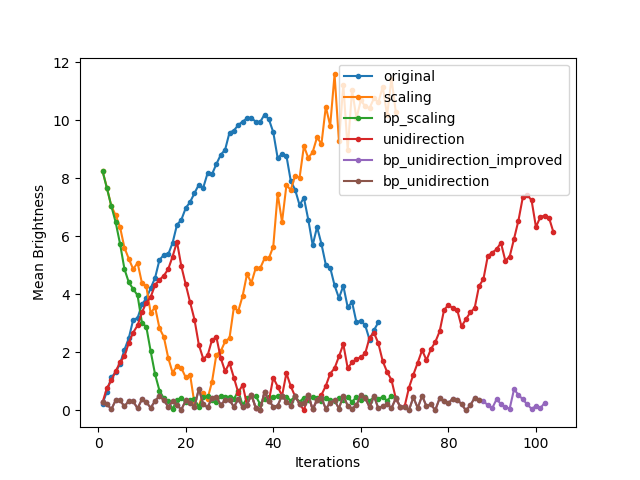 12
10
8
6
4
2
0
Mean Brightness
original
scaling
bp_scaling
unidirection
bp_unidirection_improved
bp_unidirection
0 20 40 60 80 100
Iterations